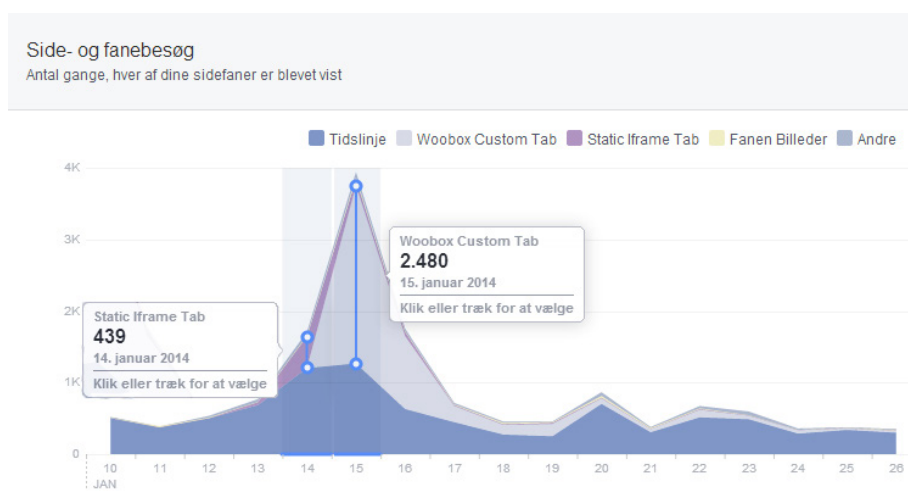 Side- og fanebesøg
Antal gange, hver af dine sidefaner er blevet vist
Tidslinje Woobox Custom Tab Static Iframe Tab Fanen Billeder Andre
4K
3K
Woobox Custom Tab
2.480
15. januar 2014
Klik eller træk for at vælge
2K
Static Iframe Tab
439
14. januar 2014
Klik eller træk for at vælge
1K
0
10 11 12 13 14 15 16 17 18 19 20 21 22 23 24 25 26
JAN